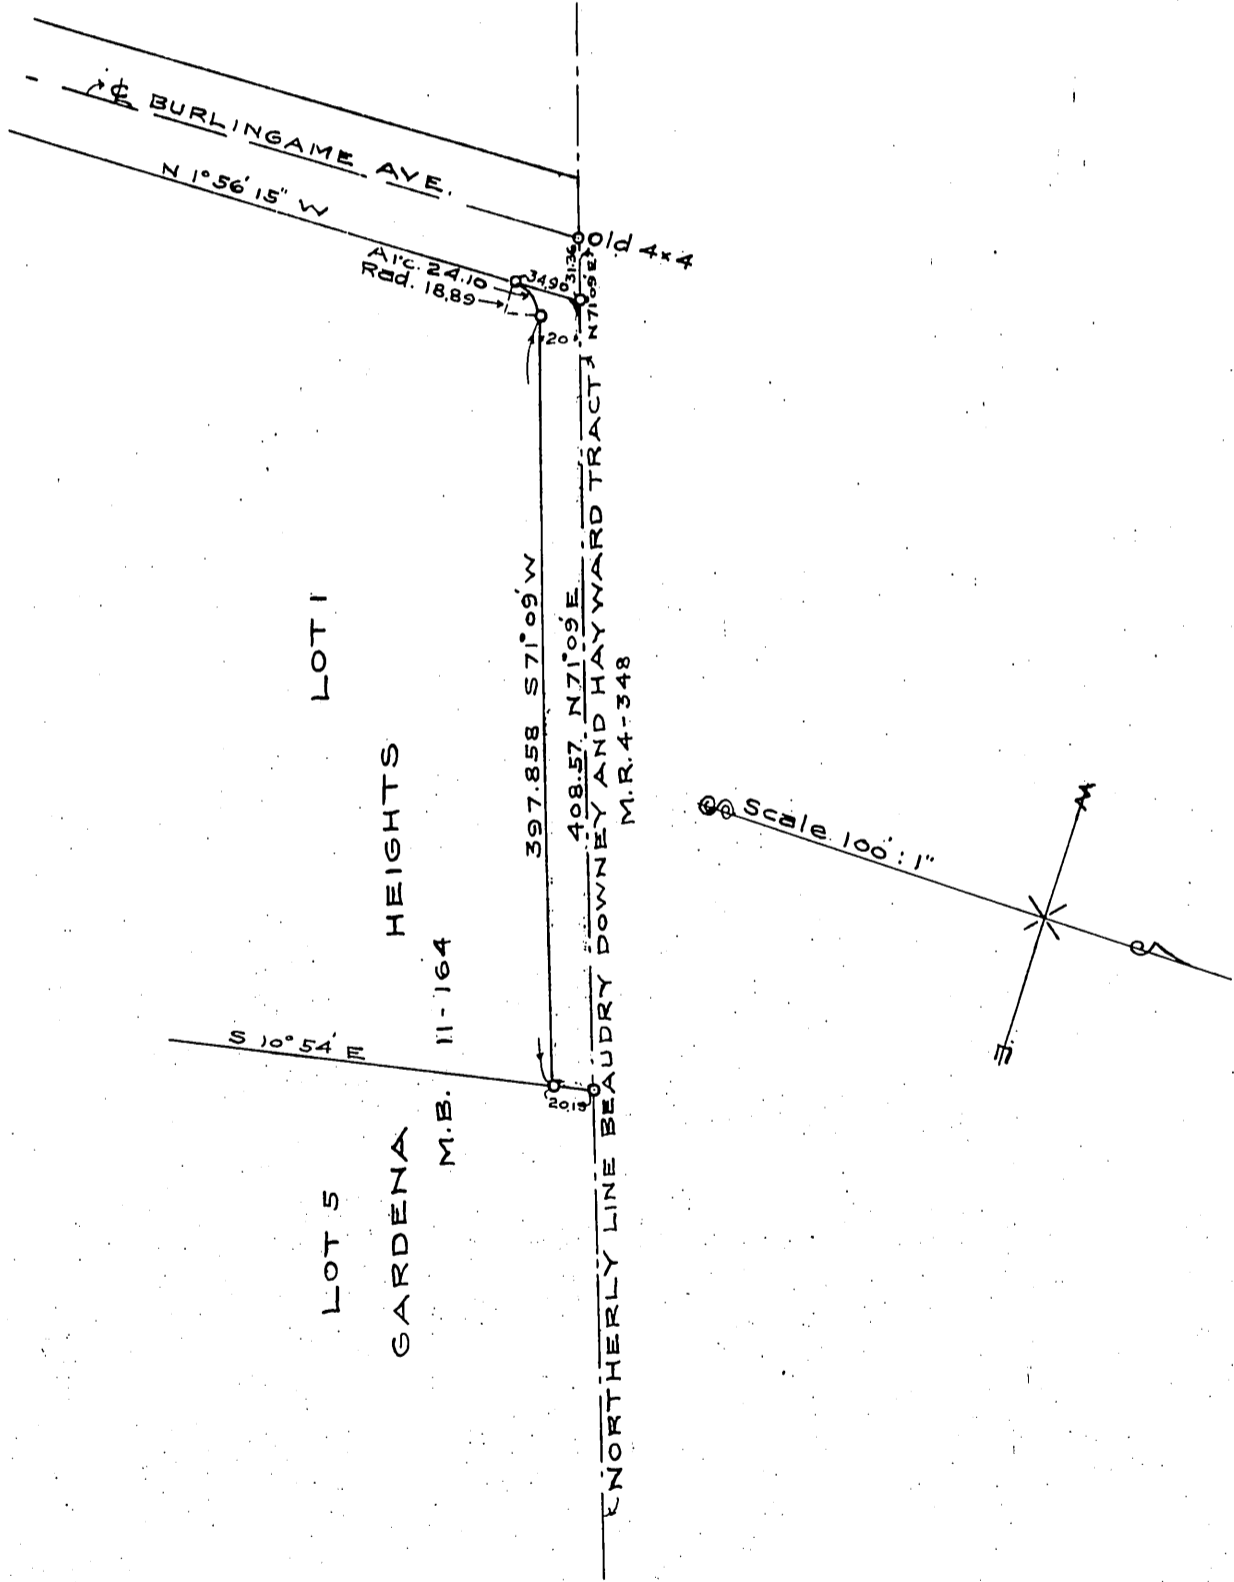 ℄ BURLINGAME AVE.
N 1°56'15" W
Arc. 24.10
Rad. 18.89
34.90
31.36
N71°09'E
Old 4x4
20'
397.858 S71°09'W
408.57. N71°09'E
NORTHERLY LINE BEAUDRY DOWNEY AND HAYWARD TRACT
M.R. 4-348
LOT 1
GARDENA HEIGHTS
M.B. 11-164
S 10°54' E
20.19
LOT 5
Scale 100' : 1"
W
E